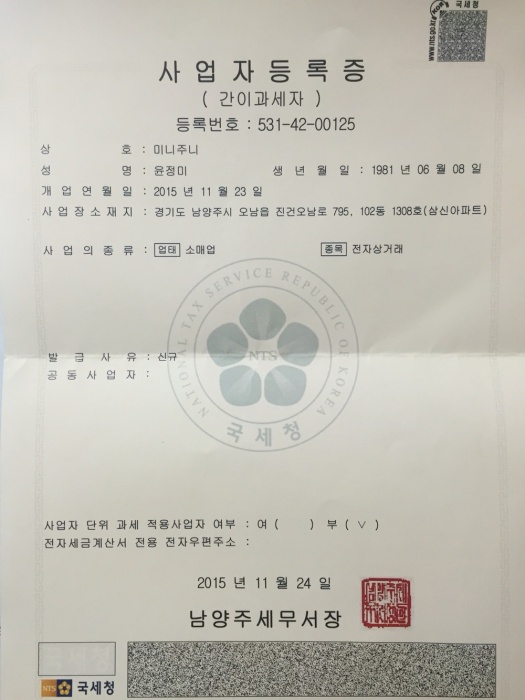 국세청
www.nts.go.kr
사업자등록증
( 간이과세자 )
등록번호 : 531-42-00125
상 호 : 미니주니
성 명 : 윤정미 생 년 월 일 : 1981 년 06 월 08 일
개 업 연 월 일 : 2015 년 11 월 23 일
사 업 장 소 재 지 : 경기도 남양주시 오남읍 진건오남로 795, 102동 1308호(삼신아파트)
사 업 의 종 류 : 업태 소매업 종목 전자상거래
NATIONAL TAX SERVICE REPUBLIC OF KOREA
NTS
국세청
발 급 사 유 : 신규
공 동 사 업 자 :
사업자 단위 과세 적용사업자 여부 : 여 ( ) 부 ( ∨ )
전자세금계산서 전용 전자우편주소 :
2015 년 11 월 24 일
남양주세무서장
국세청
NTS 국세청